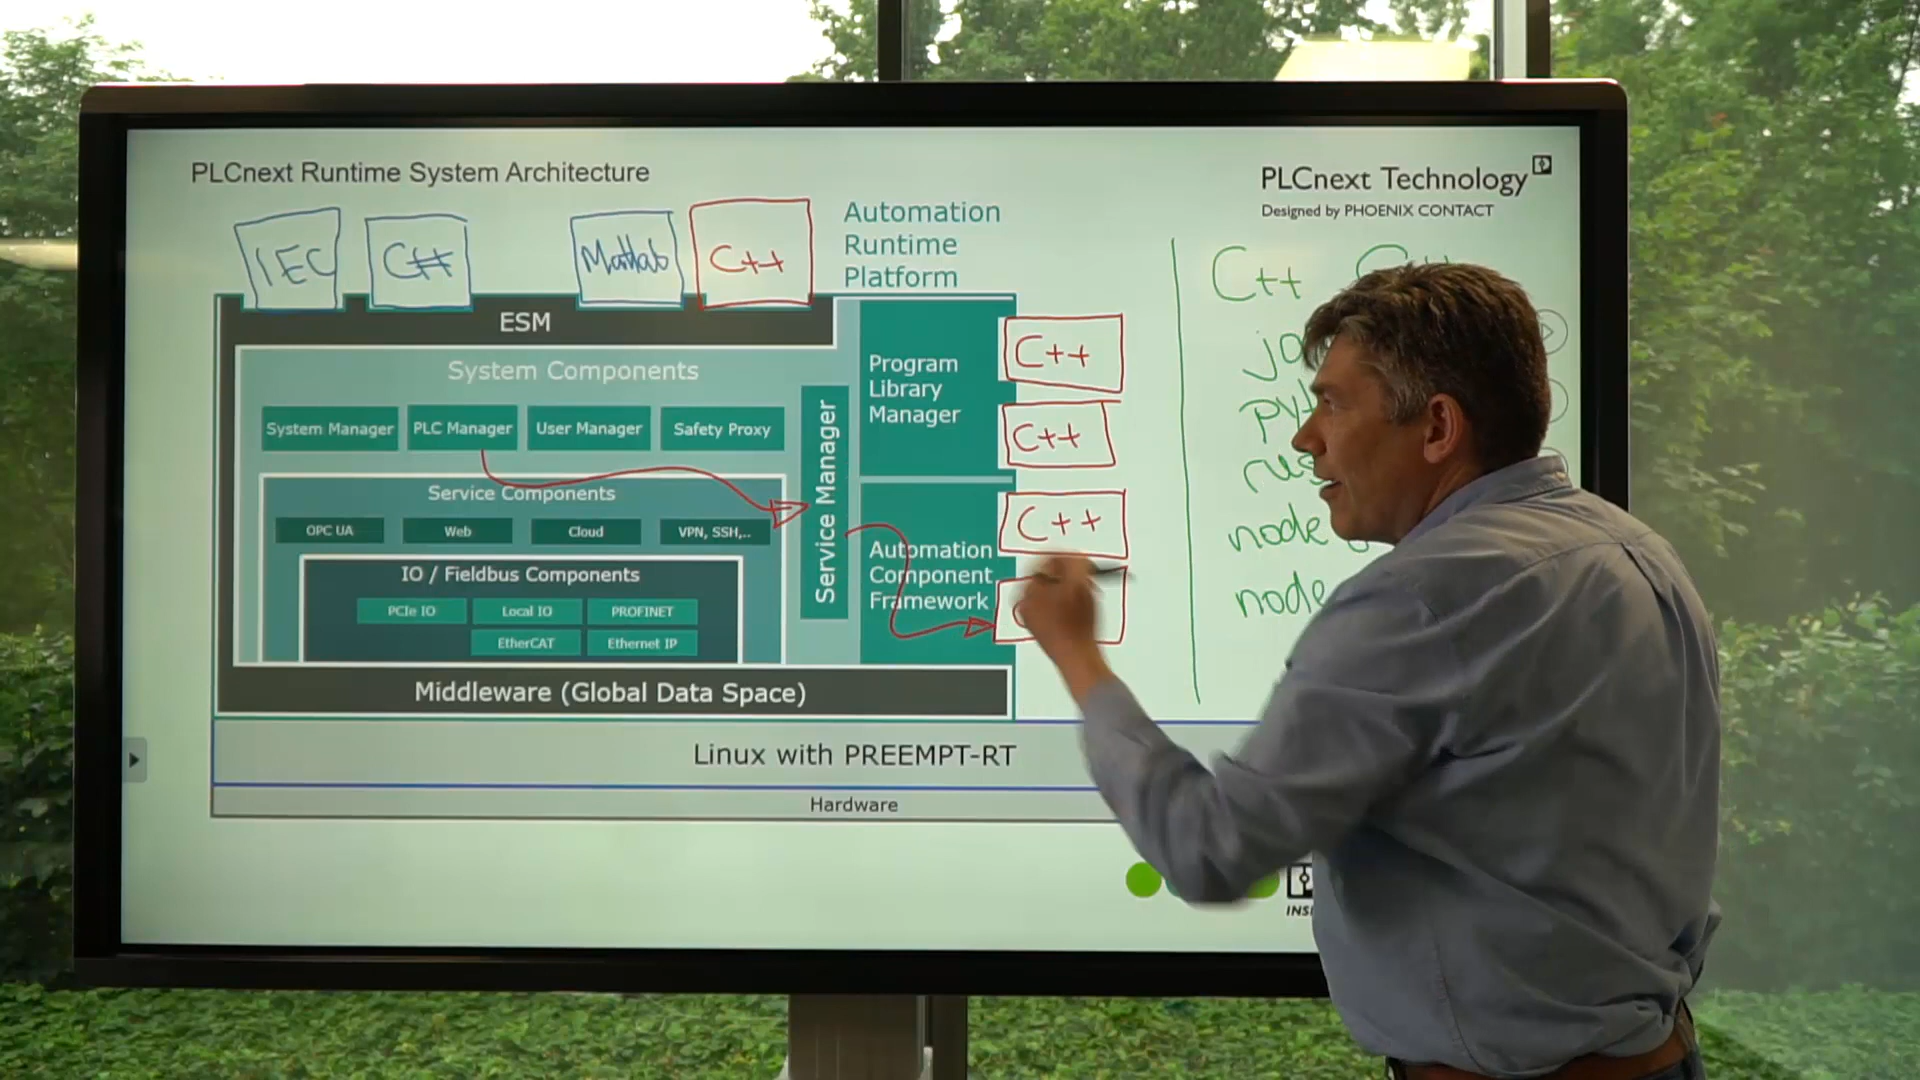 PLCnext Runtime System Architecture
PLCnext Technology
Designed by PHOENIX CONTACT
IEC
C++
Matlab
C++
Automation
Runtime
Platform
ESM
System Components
System Manager
PLC Manager
User Manager
Safety Proxy
Service Components
OPC UA
Web
Cloud
VPN, SSH,..
IO / Fieldbus Components
PCIe IO
Local IO
PROFINET
EtherCAT
Ethernet IP
Service Manager
Program
Library
Manager
Automation
Component
Framework
C++
C++
C++
Middleware (Global Data Space)
Linux with PREEMPT-RT
Hardware
C++
node
node